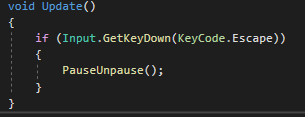 void Update()
{
    if (Input.GetKeyDown(KeyCode.Escape))
    {
        PauseUnpause();
    }
}